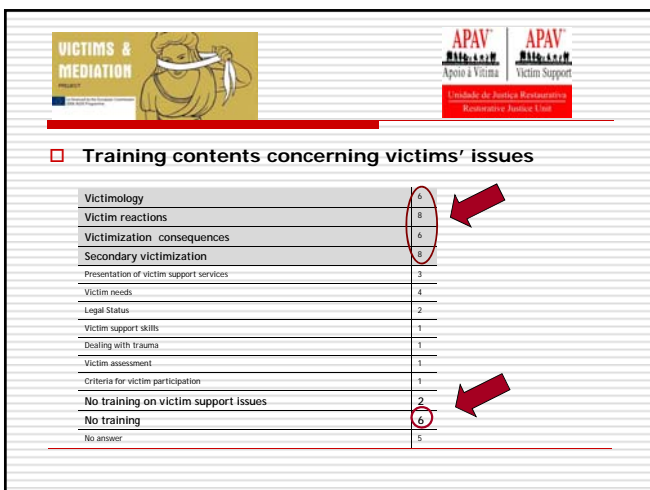 VICTIMS &
MEDIATION
PROJECT
APAV
Apoio à Vítima
APAV
Victim Support
Unidade de Justiça Restaurativa
Restorative Justice Unit
Training contents concerning victims' issues
Victimology 6
Victim reactions 8
Victimization consequences 6
Secondary victimization 8
Presentation of victim support services 3
Victim needs 4
Legal Status 2
Victim support skills 1
Dealing with trauma 1
Victim assessment 1
Criteria for victim participation 1
No training on victim support issues 2
No training 6
No answer 5